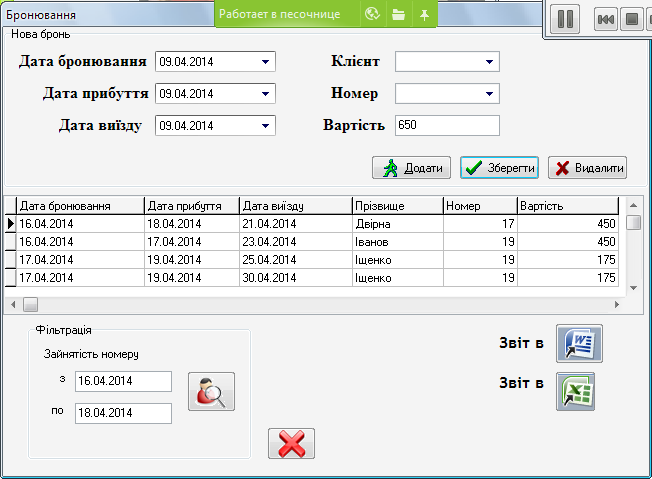 Бронювання
Работает в песочнице
Нова бронь
Дата бронювання 09.04.2014 Клієнт
Дата прибуття 09.04.2014 Номер
Дата виїзду 09.04.2014 Вартість 650
Додати Зберегти Видалити
Дата бронювання Дата прибуття Дата виїзду Прізвище Номер Вартість
16.04.2014 18.04.2014 21.04.2014 Двірна 17 450
16.04.2014 17.04.2014 23.04.2014 Іванов 19 450
17.04.2014 19.04.2014 25.04.2014 Іщенко 19 175
17.04.2014 19.04.2014 30.04.2014 Іщенко 19 175
Фільтрація
Зайнятість номеру
з 16.04.2014
по 18.04.2014
Звіт в
Звіт в